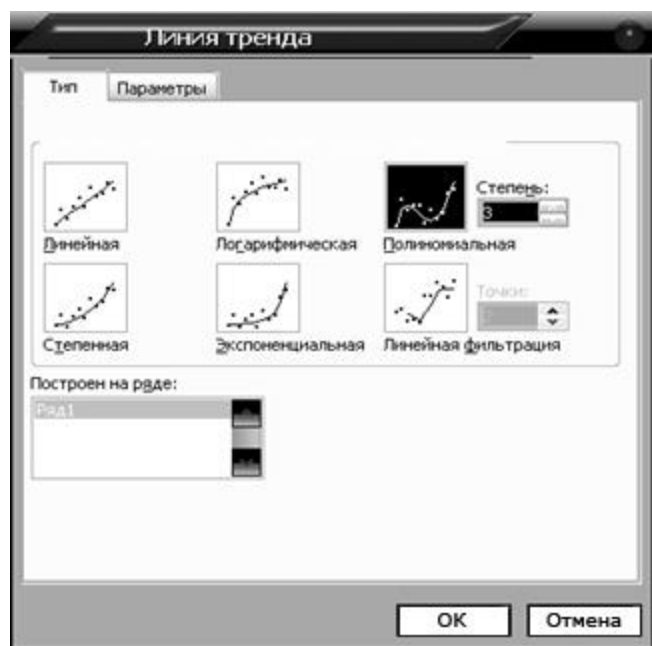 Линия тренда
Тип Параметры
Линейная Логарифмическая Полиномиальная
Степень:
3
Степенная Экспоненциальная Линейная фильтрация
Точки:
Построен на ряде:
Ряд1
ОК Отмена